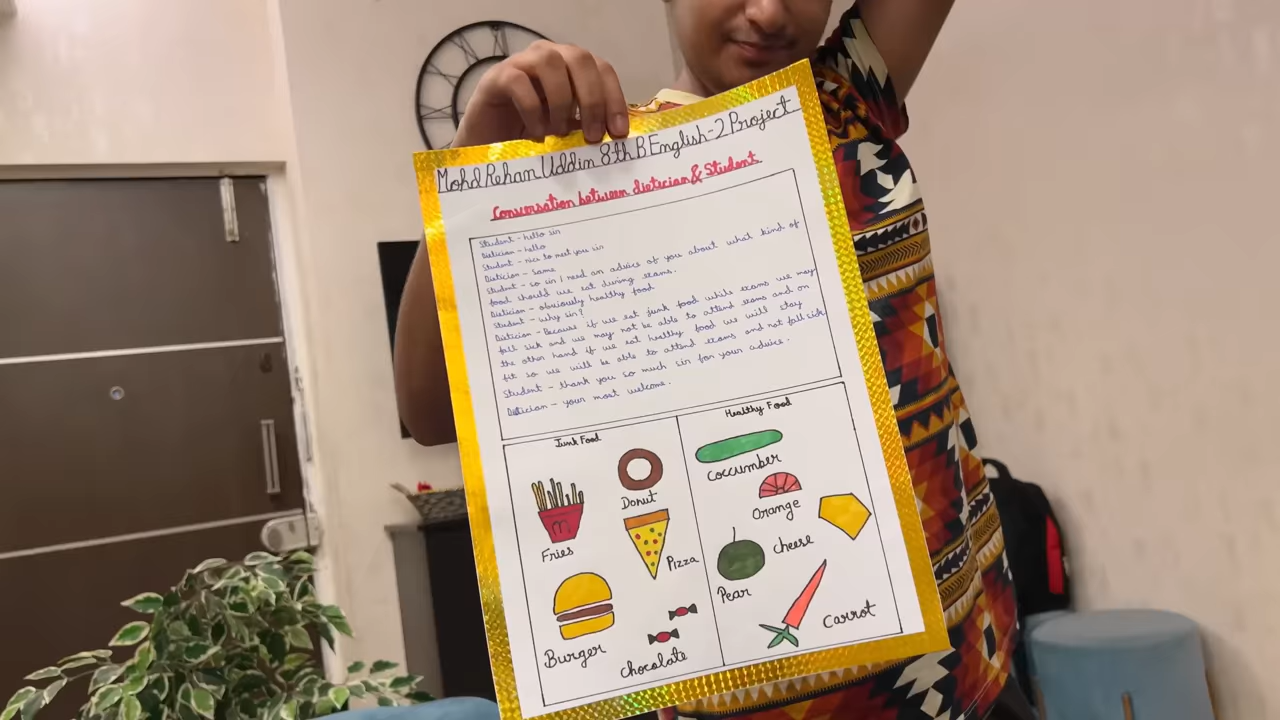 Mohd Rehan Uddin 8th B English-2 Project
Conversation between dietician & Student
Student - hello sir
Dietician - hello
Student - nice to meet you sir
Dietician - same
Student - so sir I need an advice of you about what kind of
food should we eat during exams.
Dietician - obviously healthy food
Student - why sir?
Dietician - Because if we eat junk food while exams we may
fall sick and we may not be able to attend exams and on
the other hand if we eat healthy food we will stay
fit so we will be able to attend exams and not fall sick
Student - thank you so much sir for your advice.
Dietician - your most welcome.
Junk Food
Donut
m
Fries
Pizza
Burger
chocolate
Healthy Food
coccumber
Orange
cheese
Pear
Carrot